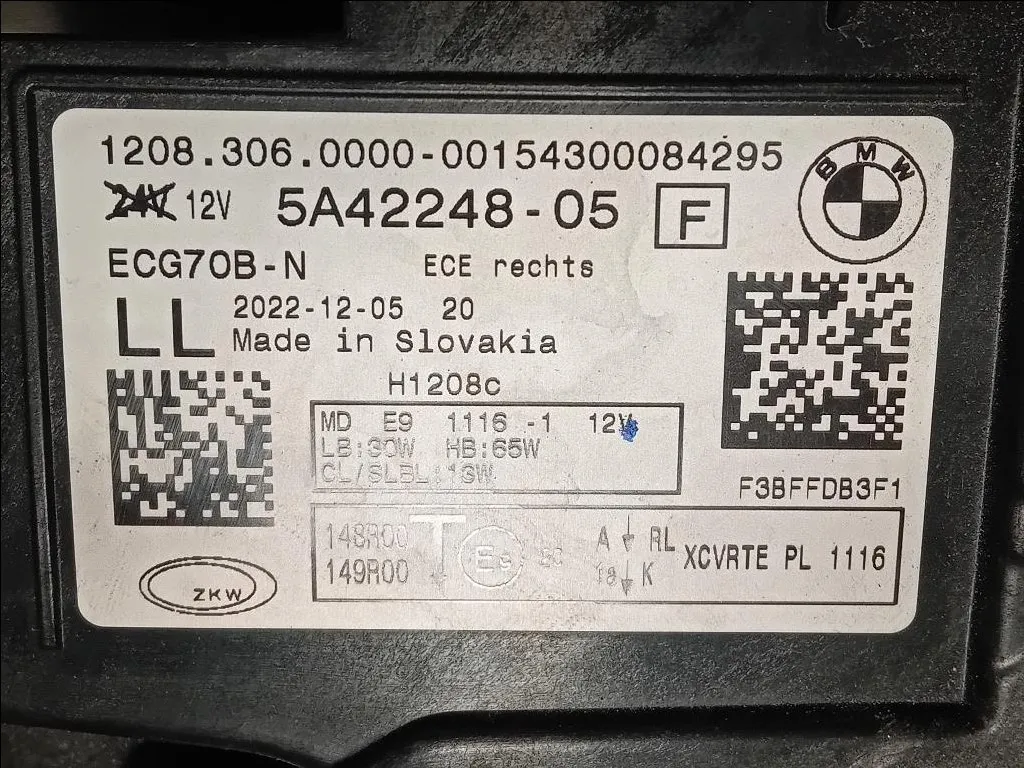 1208.306.0000-00154300084295
BMW
24V 12V 5A42248-05 F
ECG70B-N ECE rechts
LL 2022-12-05 20
Made in Slovakia
H1208c
MD E9 1116 -1 12V
LB:30W HB:65W
CL/SLBL:13W
F3BFFDB3F1
148R00 A RL
149R00 E9 K
XCVRTE PL 1116
ZKW